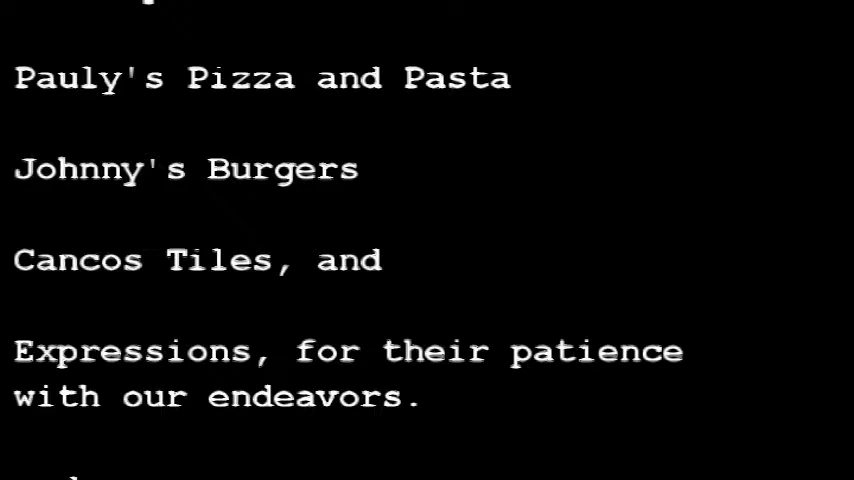 Pauly's Pizza and Pasta
Johnny's Burgers
Cancos Tiles, and
Expressions, for their patience
with our endeavors.